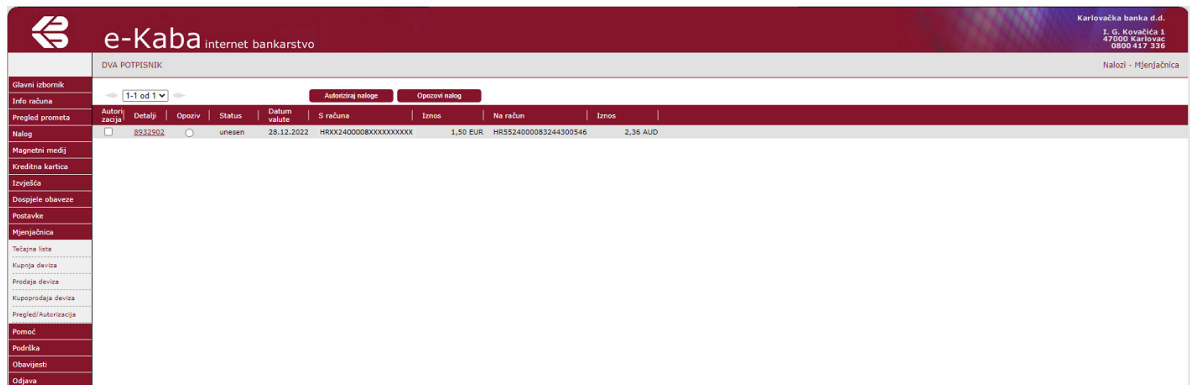 Karlovačka banka d.d.
I. G. Kovačića 1
47000 Karlovac
0800 417 336
e-Kaba internet bankarstvo
DVA POTPISNIK
Nalozi - Mjenjačnica
Glavni izbornik
Info računa
Pregled prometa
Nalog
Magnetni medij
Kreditna kartica
Izvješća
Dospjele obaveze
Postavke
Mjenjačnica
Tečajna lista
Kupnja deviza
Prodaja deviza
Kupoprodaja deviza
Pregled/Autorizacija
Pomoć
Podrška
Obavijesti
Odjava
1-1 od 1
Autoriziraj naloge
Opozovi nalog
Autorizacija Detalji Opoziv Status Datum valute S računa Iznos Na račun Iznos
8932902 unesen 28.12.2022 HRXX2400008XXXXXXXXXX 1,50 EUR HR5524000083244300546 2,36 AUD